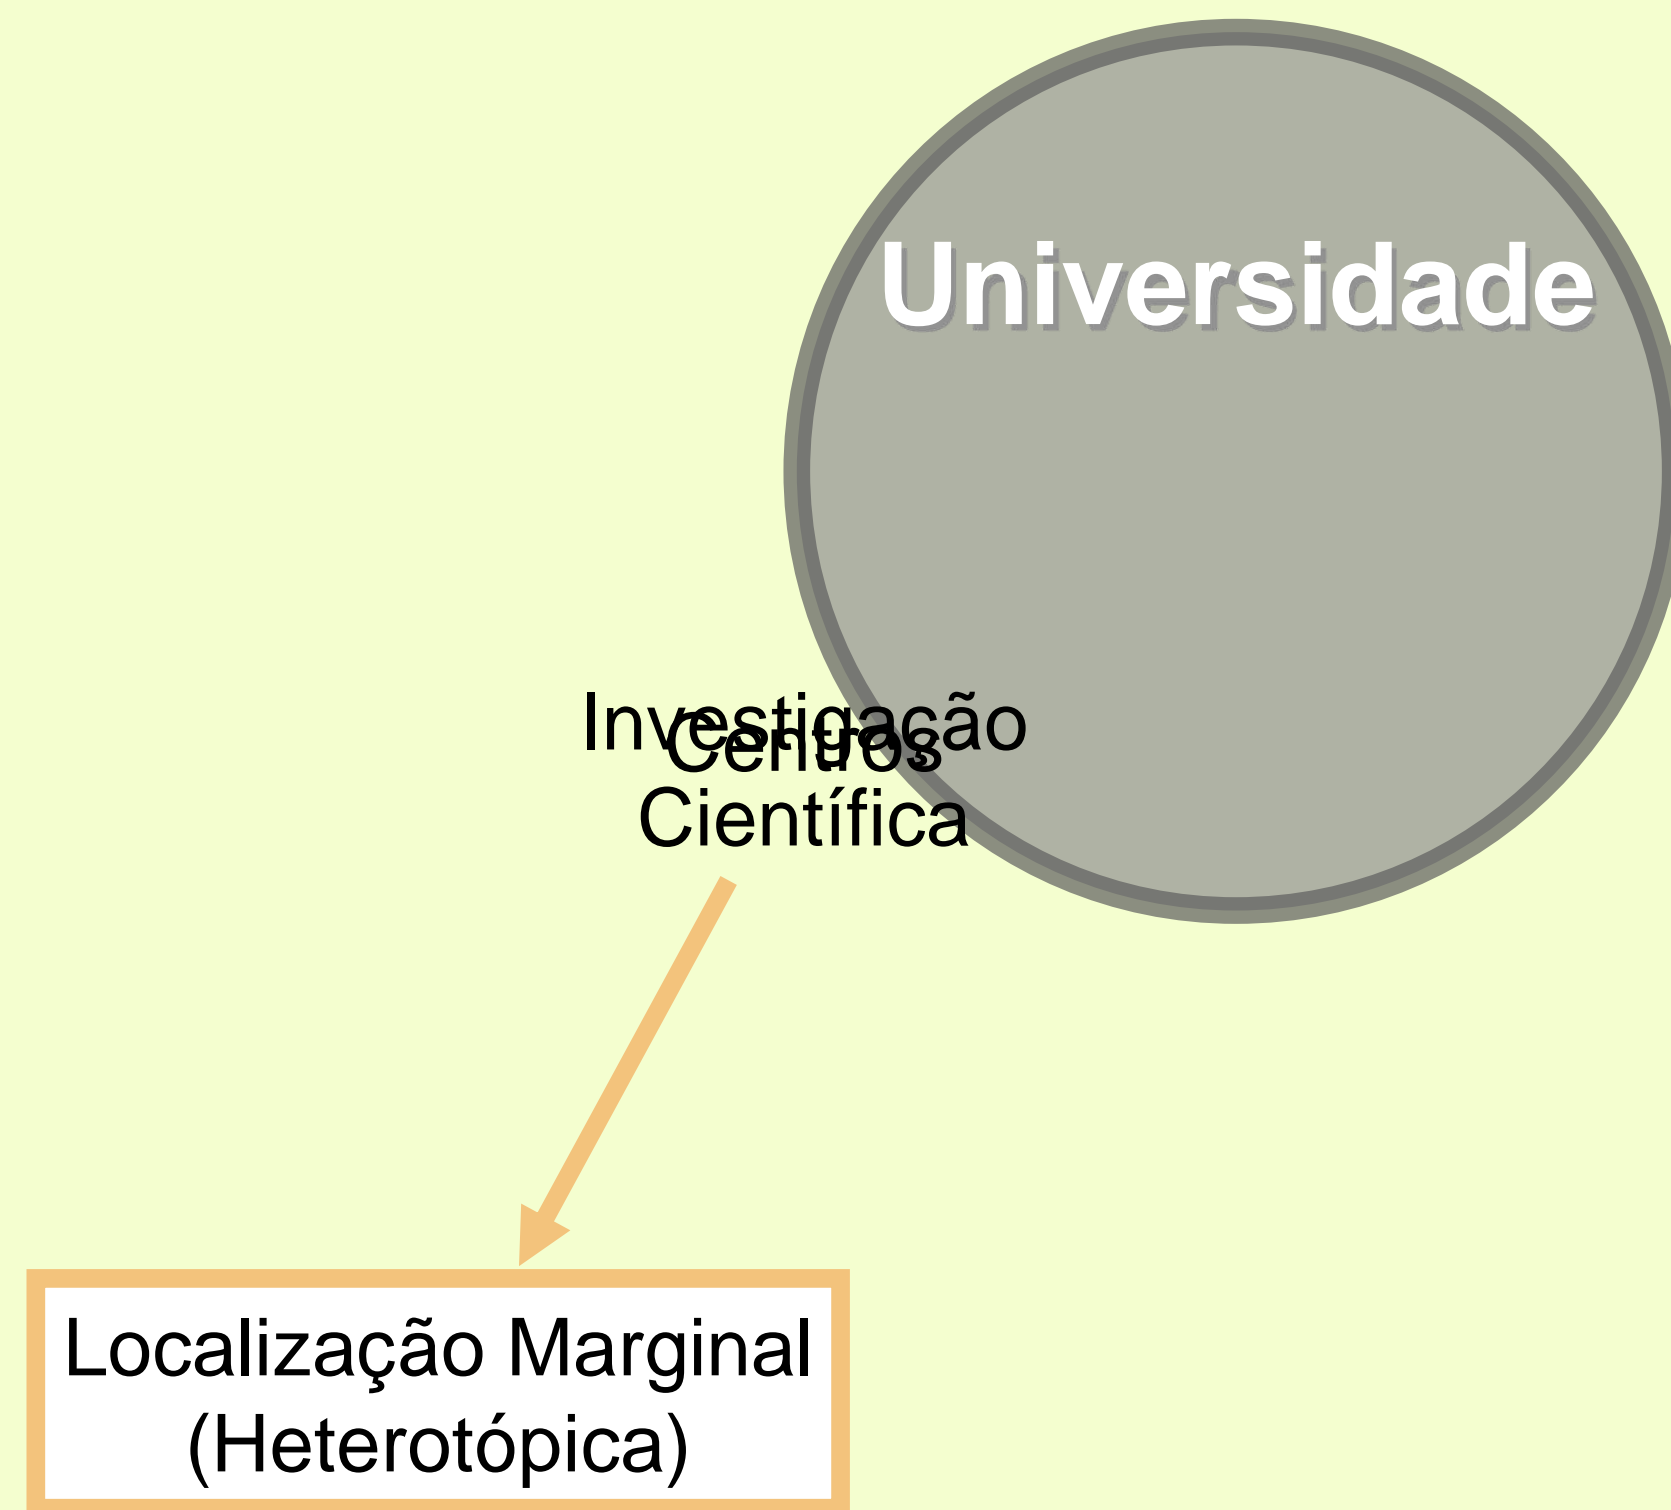 Universidade
Investigação
Centros
Científica
Localização Marginal
(Heterotópica)